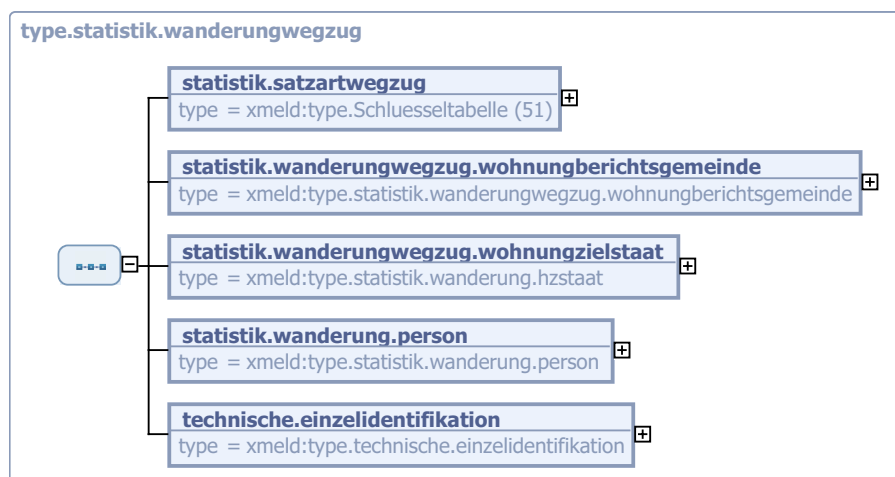 type.statistik.wanderungwegzug
statistik.satzartwegzug
type = xmeld:type.Schluesseltabelle (51)
statistik.wanderungwegzug.wohnungberichtsgemeinde
type = xmeld:type.statistik.wanderungwegzug.wohnungberichtsgemeinde
statistik.wanderungwegzug.wohnungzielstaat
type = xmeld:type.statistik.wanderung.hzstaat
statistik.wanderung.person
type = xmeld:type.statistik.wanderung.person
technische.einzelidentifikation
type = xmeld:type.technische.einzelidentifikation